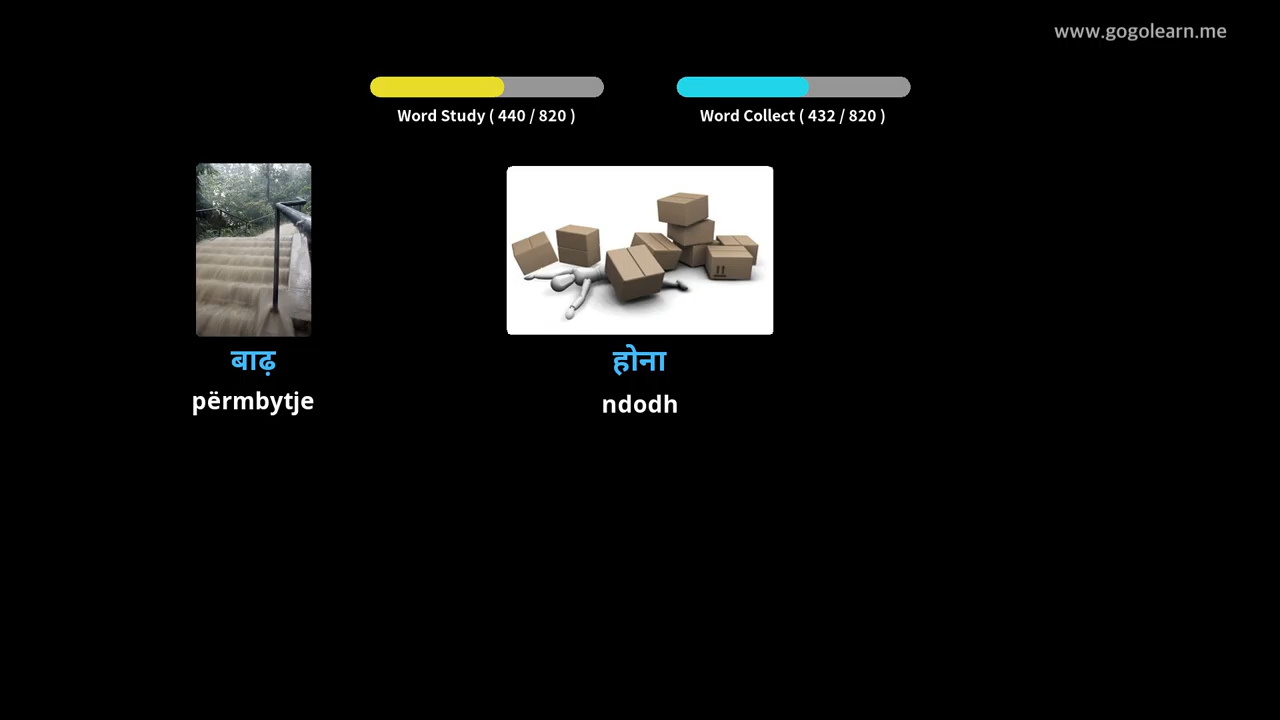 www.gogolearn.me
Word Study ( 440 / 820 )
Word Collect ( 432 / 820 )
बाढ़
përmbytje
होना
ndodh